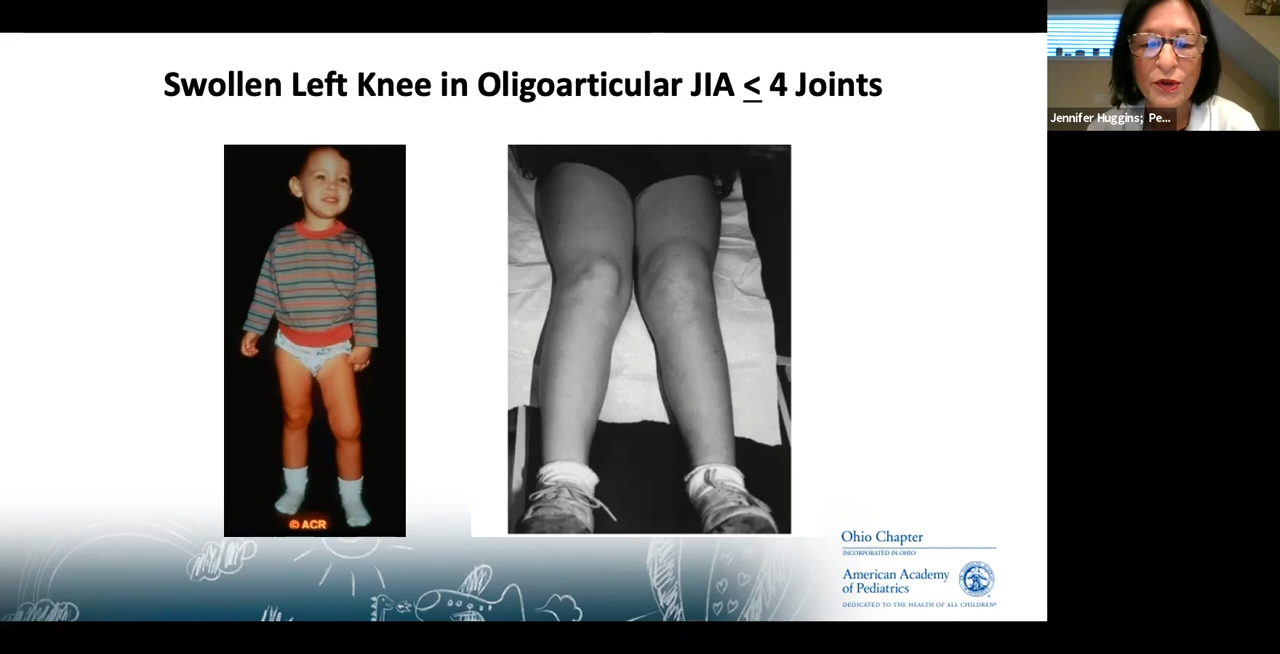 Swollen Left Knee in Oligoarticular JIA ≤ 4 Joints
Jennifer Huggins; Pe...
© ACR
Ohio Chapter
INCORPORATED IN OHIO
American Academy
of Pediatrics
DEDICATED TO THE HEALTH OF ALL CHILDREN®